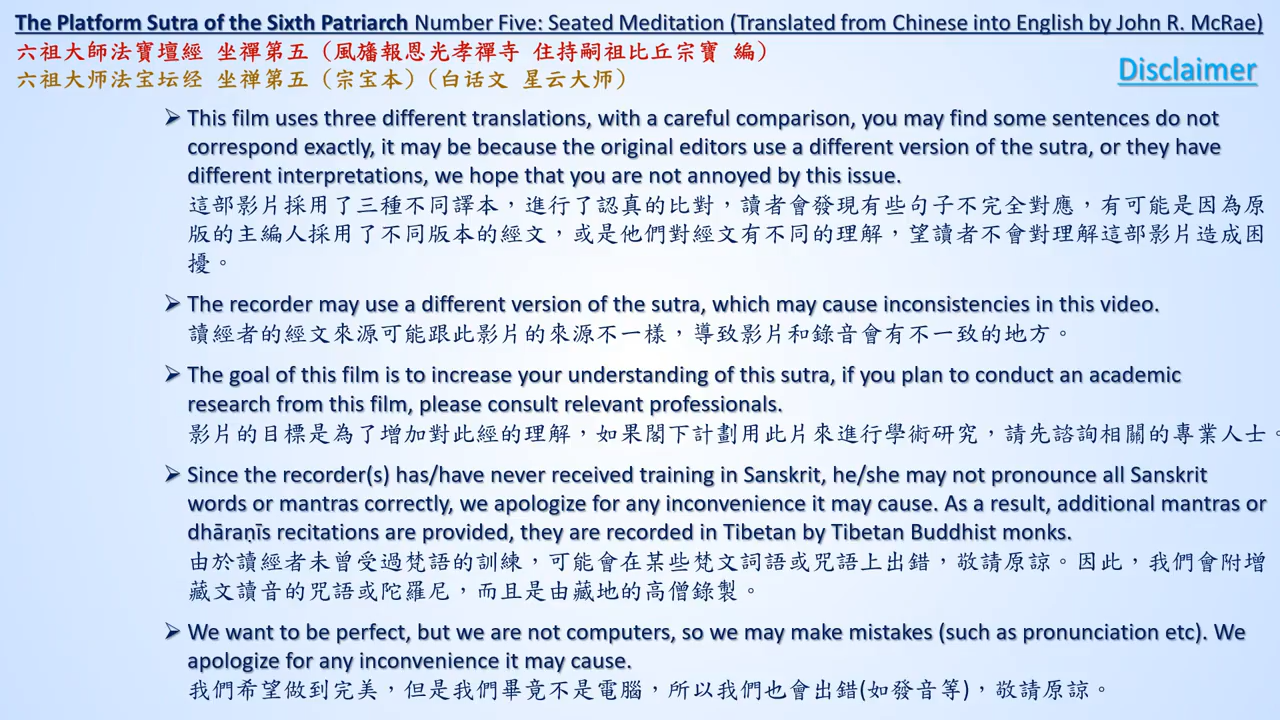 The Platform Sutra of the Sixth Patriarch Number Five: Seated Meditation (Translated from Chinese into English by John R. McRae)
六祖大師法寶壇經 坐禪第五（風旛報恩光孝禪寺 住持嗣祖比丘宗寶 編）
六祖大师法宝坛经 坐禅第五（宗宝本）（白话文 星云大师）
Disclaimer
➢ This film uses three different translations, with a careful comparison, you may find some sentences do not
correspond exactly, it may be because the original editors use a different version of the sutra, or they have
different interpretations, we hope that you are not annoyed by this issue.
這部影片採用了三種不同譯本，進行了認真的比對，讀者會發現有些句子不完全對應，有可能是因為原
版的主編人採用了不同版本的經文，或是他們對經文有不同的理解，望讀者不會對理解這部影片造成困
擾。
➢ The recorder may use a different version of the sutra, which may cause inconsistencies in this video.
讀經者的經文來源可能跟此影片的來源不一樣，導致影片和錄音會有不一致的地方。
➢ The goal of this film is to increase your understanding of this sutra, if you plan to conduct an academic
research from this film, please consult relevant professionals.
影片的目標是為了增加對此經的理解，如果閣下計劃用此片來進行學術研究，請先諮詢相關的專業人士。
➢ Since the recorder(s) has/have never received training in Sanskrit, he/she may not pronounce all Sanskrit
words or mantras correctly, we apologize for any inconvenience it may cause. As a result, additional mantras or
dhāraṇīs recitations are provided, they are recorded in Tibetan by Tibetan Buddhist monks.
由於讀經者未曾受過梵語的訓練，可能會在某些梵文詞語或咒語上出錯，敬請原諒。因此，我們會附增
藏文讀音的咒語或陀羅尼，而且是由藏地的高僧錄製。
➢ We want to be perfect, but we are not computers, so we may make mistakes (such as pronunciation etc). We
apologize for any inconvenience it may cause.
我們希望做到完美，但是我們畢竟不是電腦，所以我們也會出錯(如發音等)，敬請原諒。